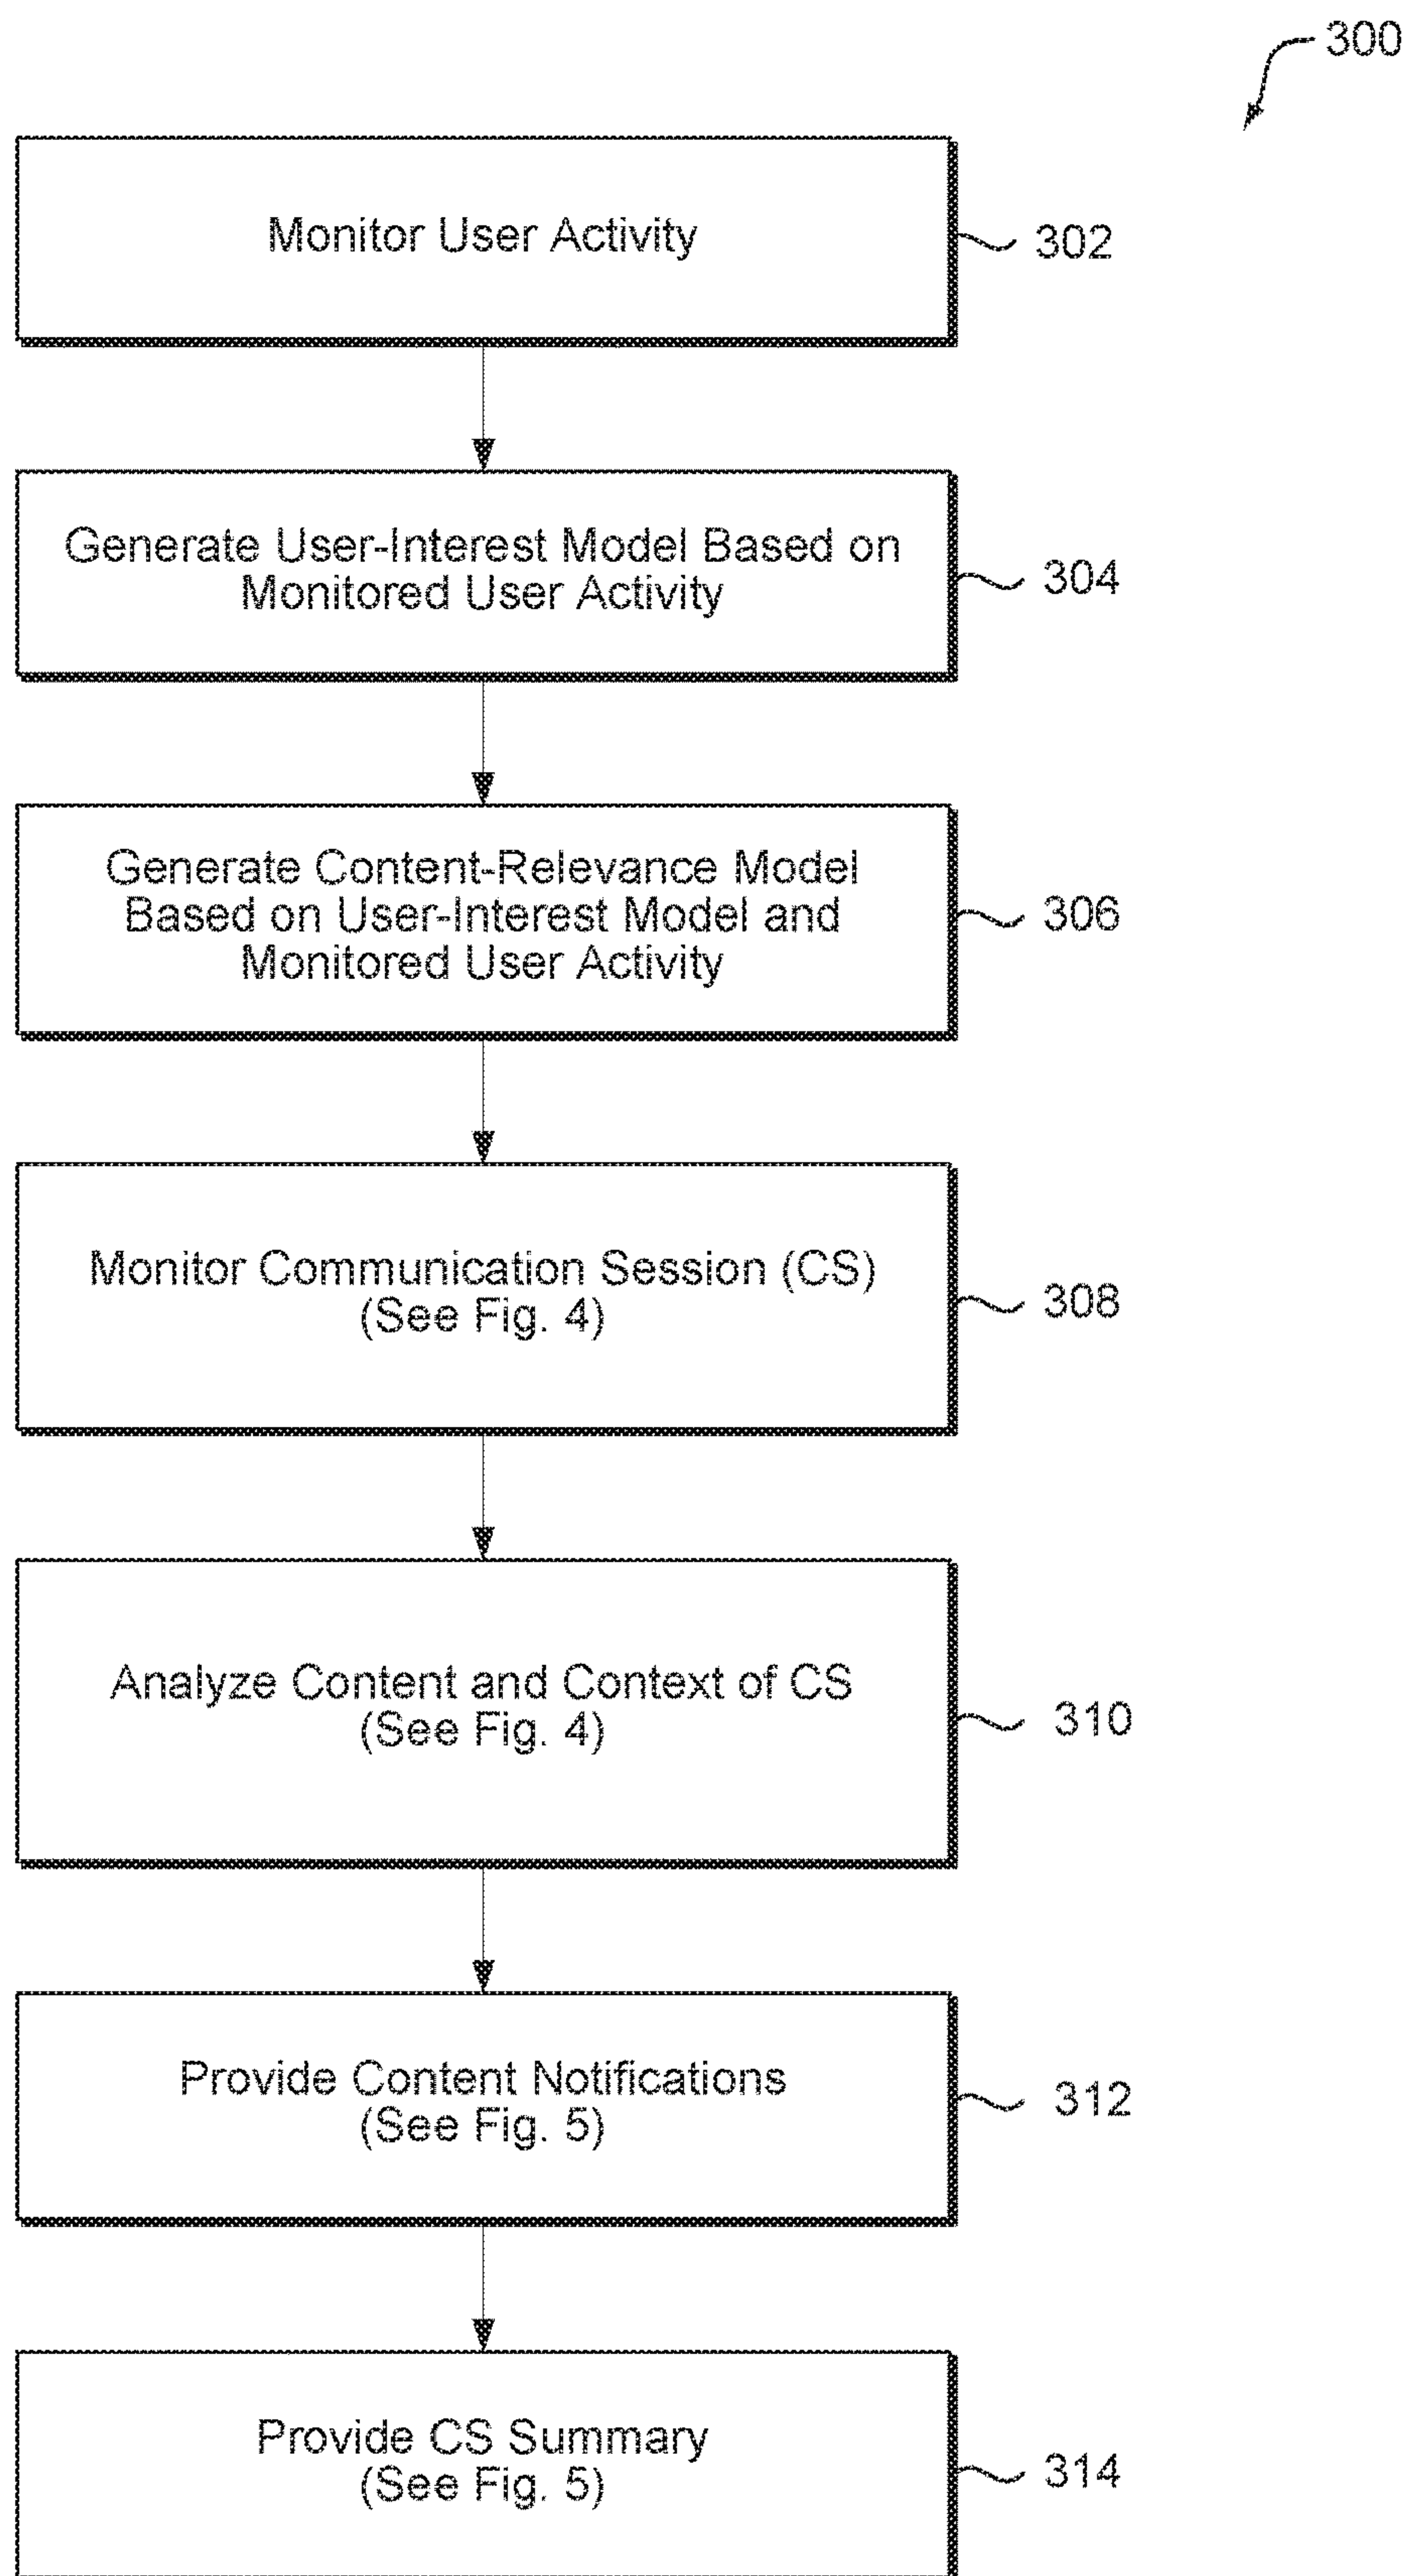 300
Monitor User Activity
302
Generate User-Interest Model Based on
Monitored User Activity
304
Generate Content-Relevance Model
Based on User-Interest Model and
Monitored User Activity
306
Monitor Communication Session (CS)
(See Fig. 4)
308
Analyze Content and Context of CS
(See Fig. 4)
310
Provide Content Notifications
(See Fig. 5)
312
Provide CS Summary
(See Fig. 5)
314